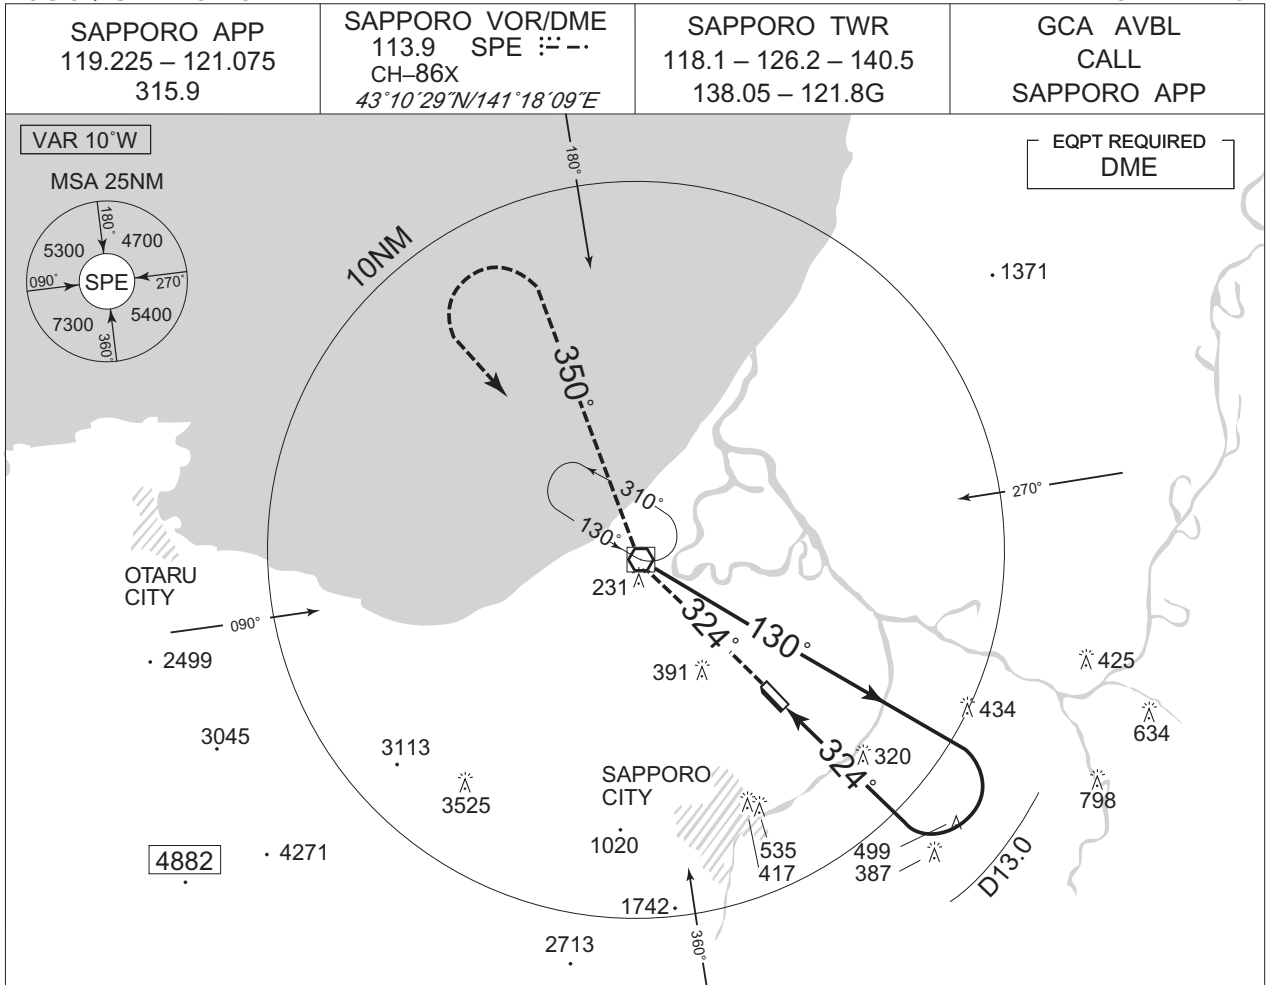 SAPPORO APP
119.225 – 121.075
315.9
SAPPORO VOR/DME
113.9 SPE
CH–86X
43°10´29˝N/141°18´09˝E
SAPPORO TWR
118.1 – 126.2 – 140.5
138.05 – 121.8G
GCA AVBL
CALL
SAPPORO APP
VAR 10°W
MSA 25NM
180°
5300
4700
090°
SPE
270°
7300
5400
360°
EQPT REQUIRED
DME
180°
10NM
1371
350°
270°
310°
130°
OTARU
CITY
231
090°
324°
130°
2499
391
425
434
634
3045
3113
320
324°
3525
SAPPORO
CITY
798
4882
4271
1020
535
417
499
387
D13.0
1742
2713
360°